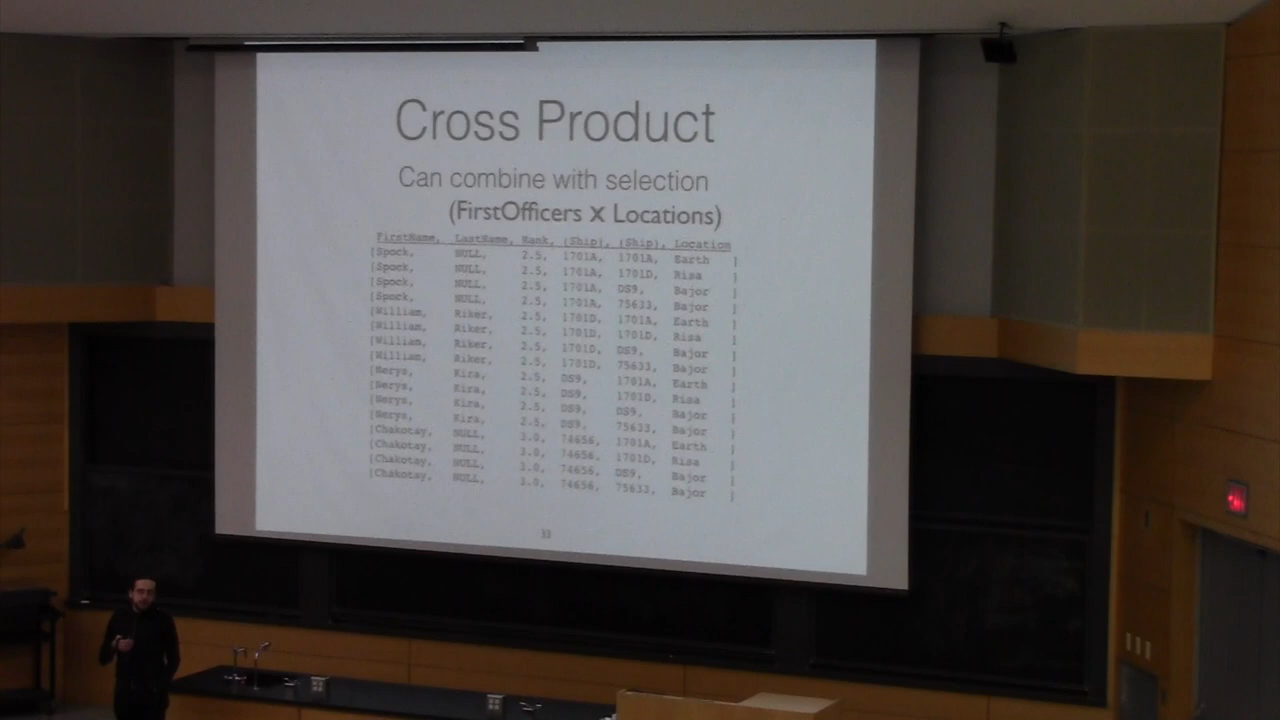 Cross Product
Can combine with selection
(FirstOfficers X Locations)
FirstName, LastName, Rank, (Ship), (Ship), Location
[Spock, NULL, 2.5, 1701A, 1701A, Earth ]
[Spock, NULL, 2.5, 1701A, 1701D, Risa ]
[Spock, NULL, 2.5, 1701A, DS9, Bajor ]
[Spock, NULL, 2.5, 1701A, 75633, Bajor ]
[William, Riker, 2.5, 1701D, 1701A, Earth ]
[William, Riker, 2.5, 1701D, 1701D, Risa ]
[William, Riker, 2.5, 1701D, DS9, Bajor ]
[William, Riker, 2.5, 1701D, 75633, Bajor ]
[Nerys, Kira, 2.5, DS9, 1701A, Earth ]
[Nerys, Kira, 2.5, DS9, 1701D, Risa ]
[Nerys, Kira, 2.5, DS9, DS9, Bajor ]
[Nerys, Kira, 2.5, DS9, 75633, Bajor ]
[Chakotay, NULL, 3.0, 74656, 1701A, Earth ]
[Chakotay, NULL, 3.0, 74656, 1701D, Risa ]
[Chakotay, NULL, 3.0, 74656, DS9, Bajor ]
[Chakotay, NULL, 3.0, 74656, 75633, Bajor ]
33